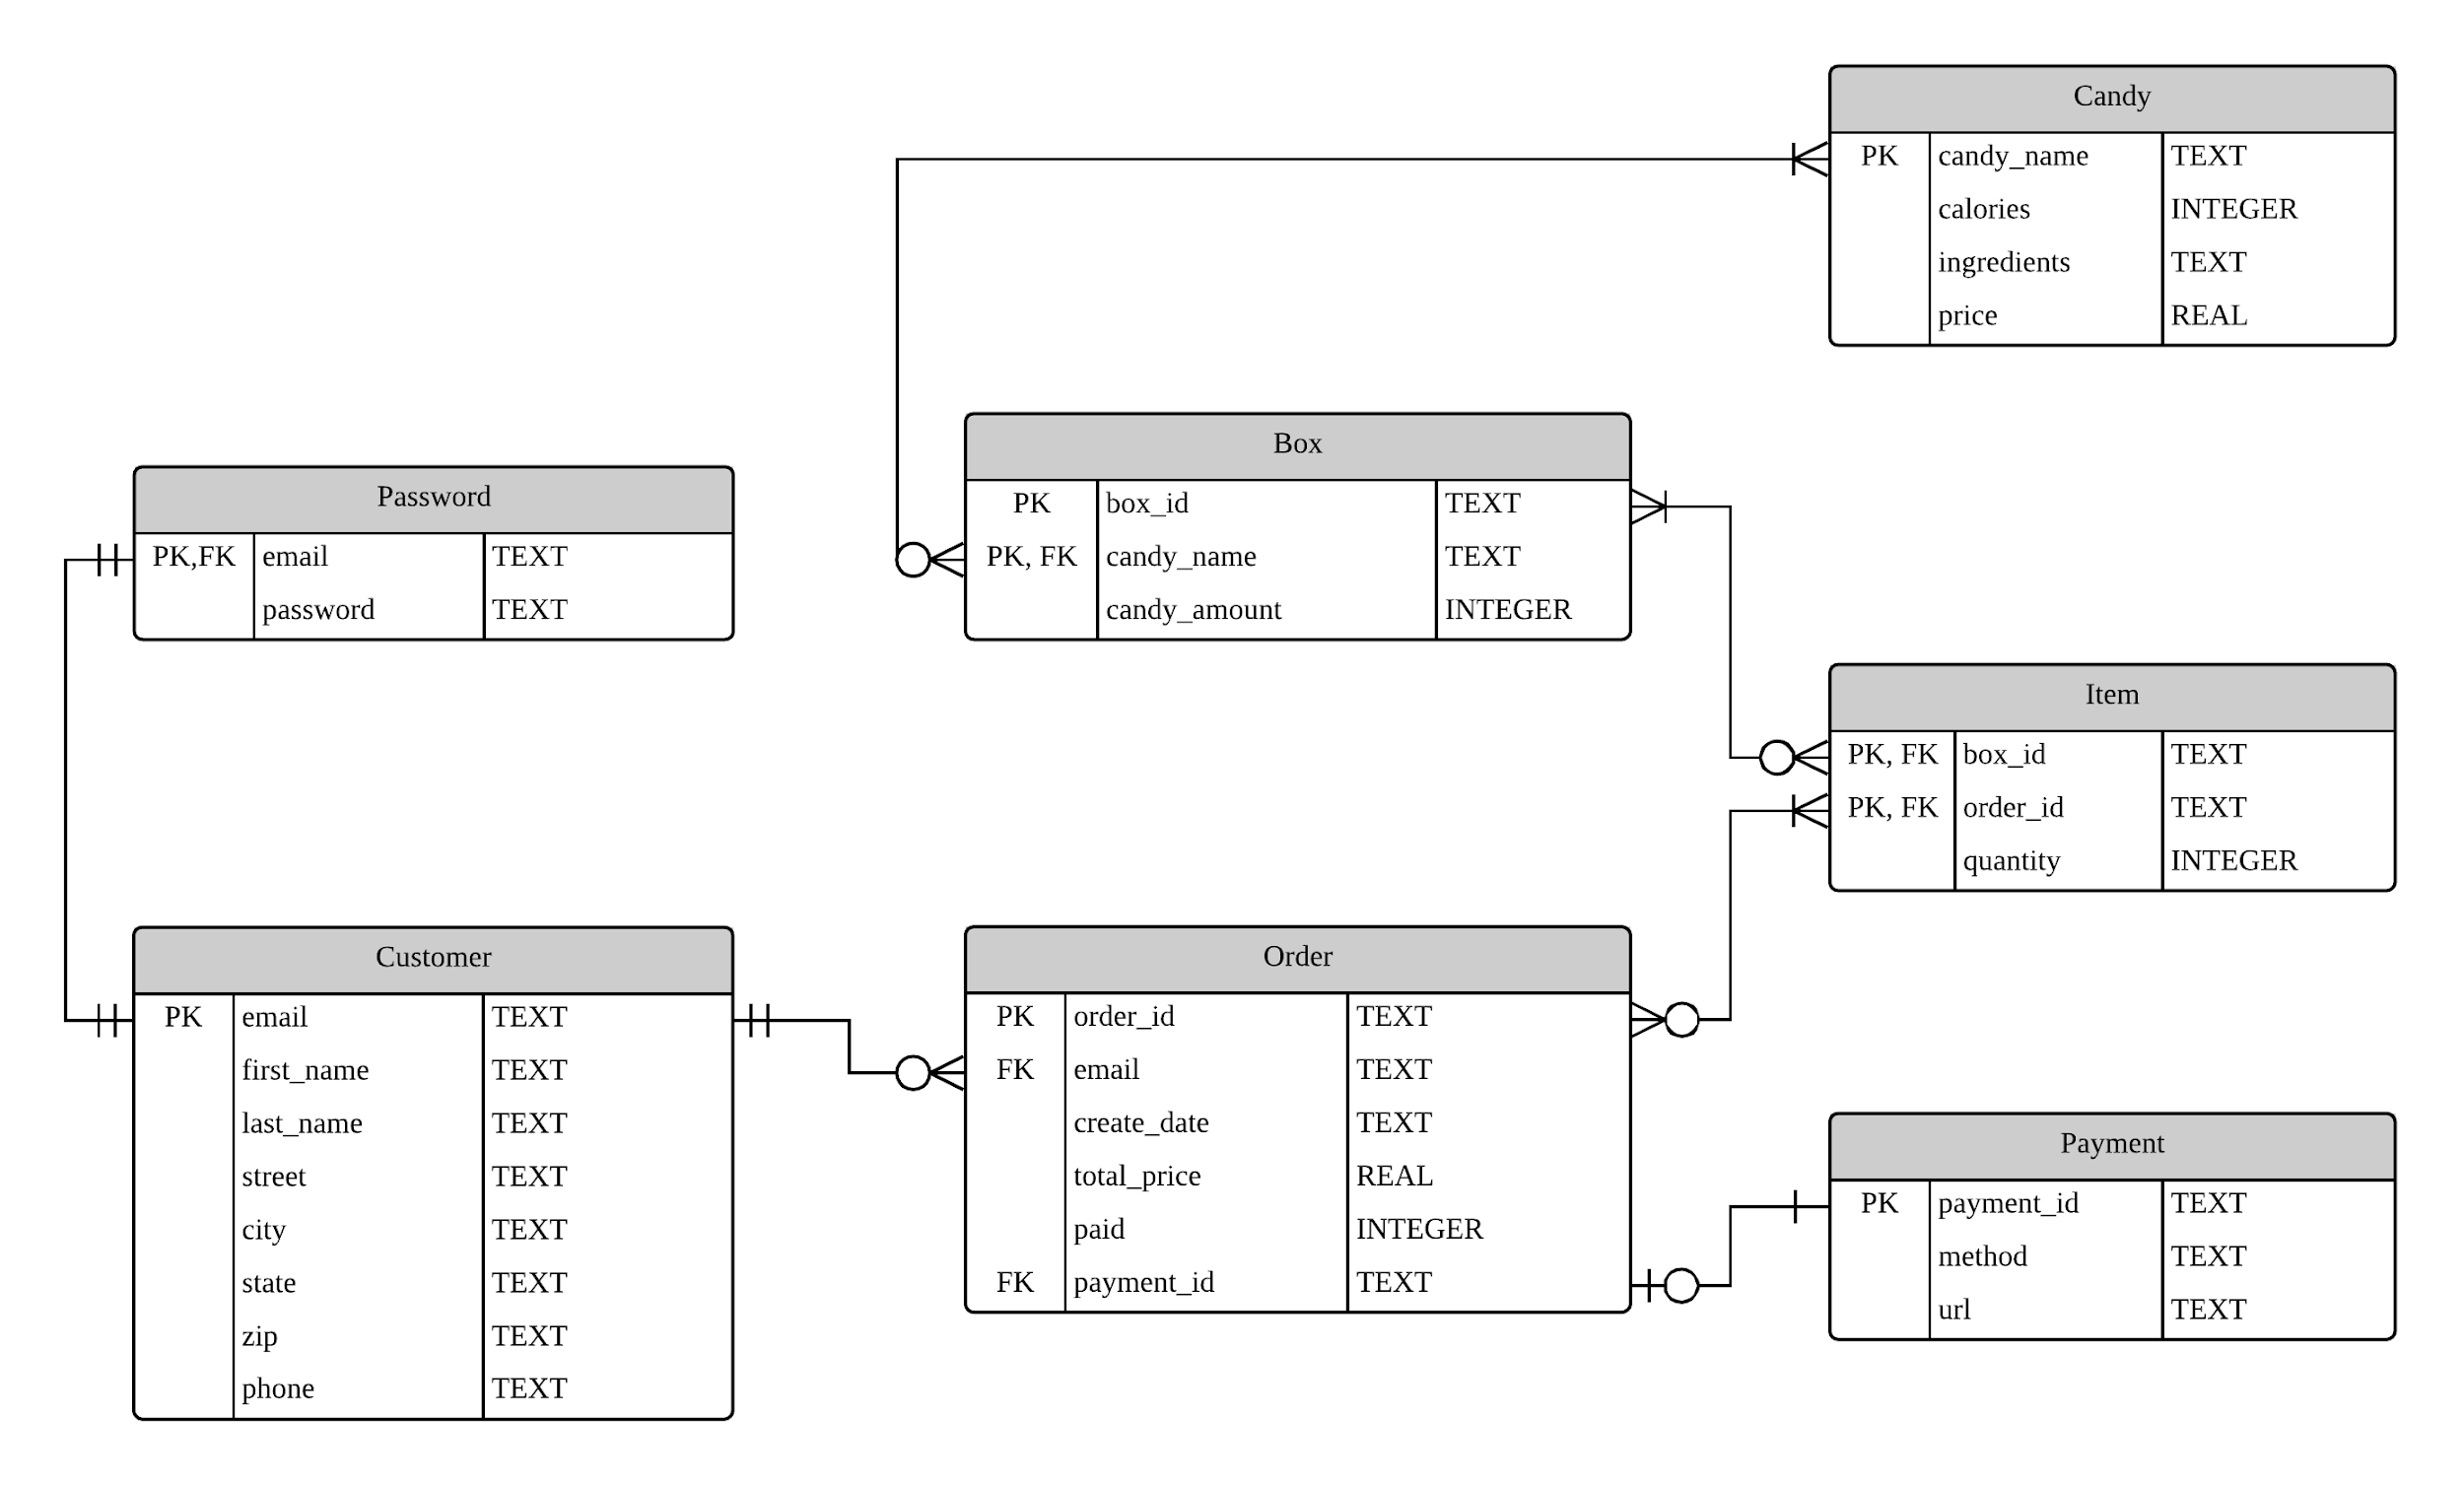 Candy
PK candy_name TEXT
calories INTEGER
ingredients TEXT
price REAL
Box
PK box_id TEXT
PK, FK candy_name TEXT
candy_amount INTEGER
Password
PK,FK email TEXT
password TEXT
Item
PK, FK box_id TEXT
PK, FK order_id TEXT
quantity INTEGER
Customer
PK email TEXT
first_name TEXT
last_name TEXT
street TEXT
city TEXT
state TEXT
zip TEXT
phone TEXT
Order
PK order_id TEXT
FK email TEXT
create_date TEXT
total_price REAL
paid INTEGER
FK payment_id TEXT
Payment
PK payment_id TEXT
method TEXT
url TEXT